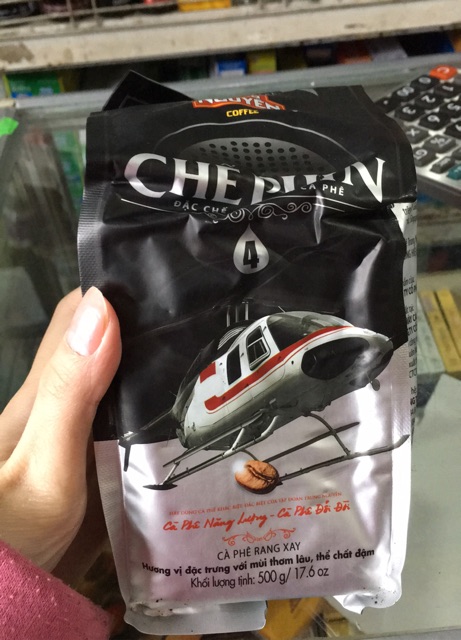 NGUYÊN
COFFEE
CHẾ PHIN
CÀ PHÊ
ĐẶC CHẾ
4
Cà Phê Năng Lượng - Cà Phê Đổi Đời
CÀ PHÊ RANG XAY
Hương vị đặc trưng với mùi thơm lâu, thể chất đậm
Khối lượng tịnh: 500 g/ 17.6 oz